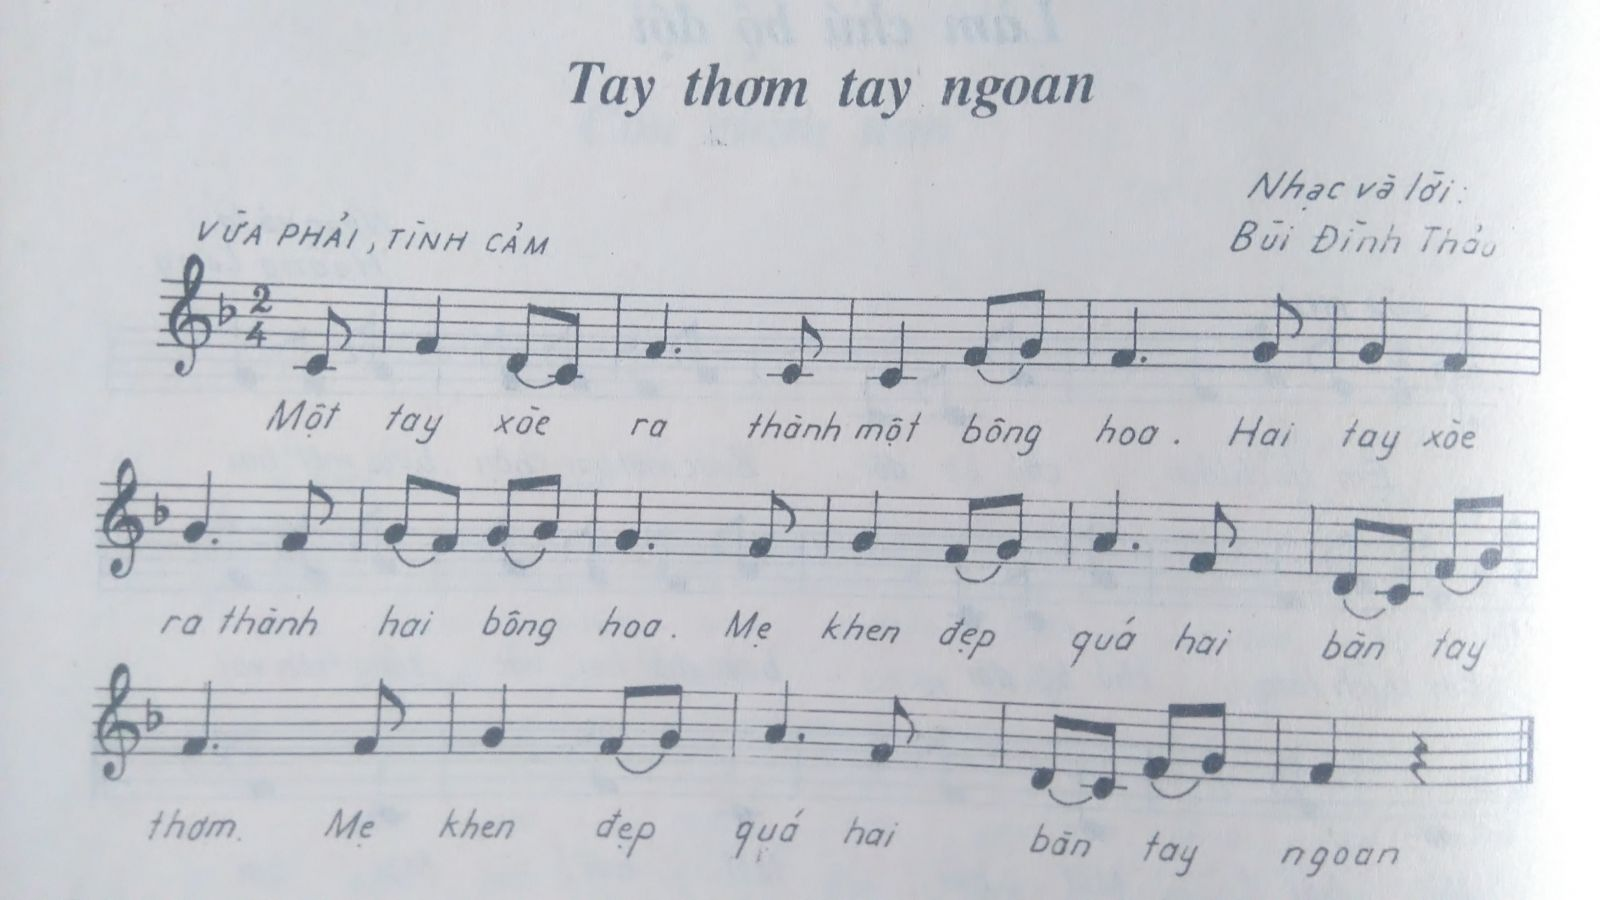 Tay thơm tay ngoan
Nhạc và lời:
VỪA PHẢI, TÌNH CẢM
Bùi Đình Thảo
2
4
Một tay xòe ra thành một bông hoa. Hai tay xòe
ra thành hai bông hoa. Mẹ khen đẹp quá hai bàn tay
thơm. Mẹ khen đẹp quá hai bàn tay ngoan